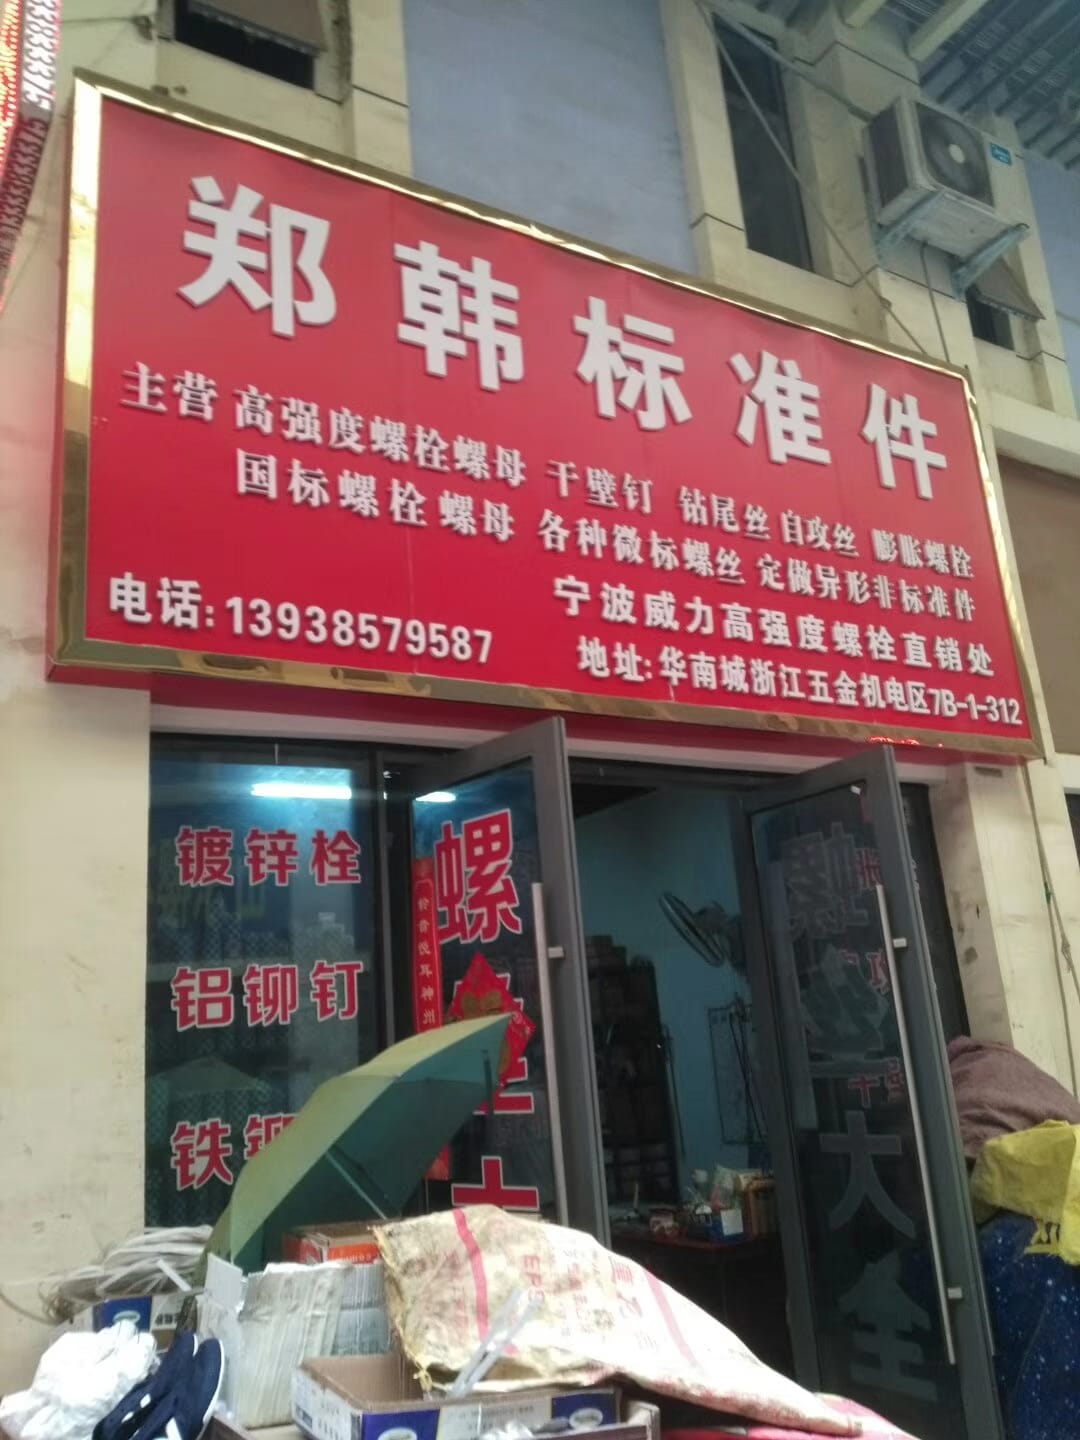 郑韩标准件
主营 高强度螺栓螺母 干壁钉 钻尾丝 自攻丝 膨胀螺栓
国标螺栓 螺母 各种微标螺丝 定做异形非标准件
宁波威力高强度螺栓直销处
电话: 13938579587
地址: 华南城浙江五金机电区7B-1-312
镀锌栓
铝铆钉
铁
螺
大全